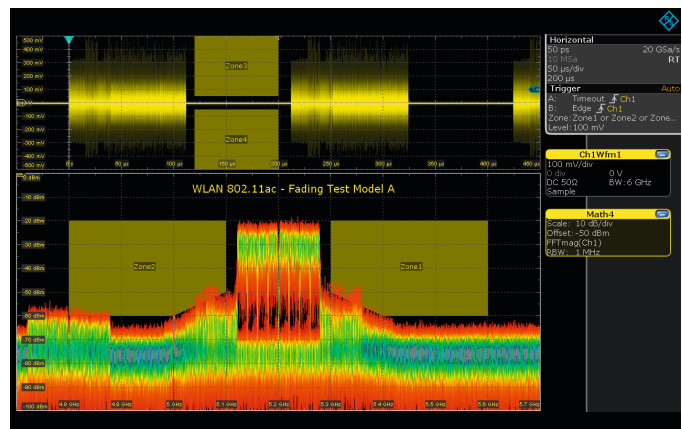 Horizontal
50 ps 20 GSa/s
10 MSa RT
50 µs/div
200 µs
Trigger Auto
A: Timeout Ch1
B: Edge Ch1
Zone: Zone1 or Zone2 or Zone...
Level: 100 mV
Ch1Wfm1
100 mV/div
0 div 0 V
DC 50Ω BW: 6 GHz
Sample
Math4
Scale: 10 dB/div
Offset: -50 dBm
FFTmag(Ch1)
RBW: 1 MHz
500 mV
400 mV
300 mV
200 mV
100 mV
-100 mV
-200 mV
-300 mV
-400 mV
-500 mV
Zone3
Zone4
0 s 50 µs 100 µs 150 µs 200 µs 250 µs 300 µs 350 µs 400 µs 450 µs
0 dBm
WLAN 802.11ac - Fading Test Model A
-10 dBm
-20 dBm
-30 dBm
-40 dBm
-50 dBm
-60 dBm
-70 dBm
-80 dBm
-90 dBm
-100 dBm
Zone2
Zone1
4.8 GHz 4.9 GHz 5 GHz 5.1 GHz 5.2 GHz 5.3 GHz 5.4 GHz 5.5 GHz 5.6 GHz 5.7 GHz